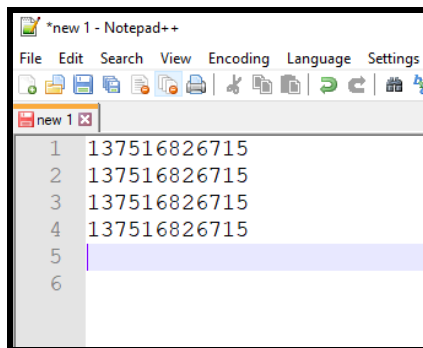 *new 1 - Notepad++
File Edit Search View Encoding Language Settings
new 1
1 137516826715
2 137516826715
3 137516826715
4 137516826715
5
6